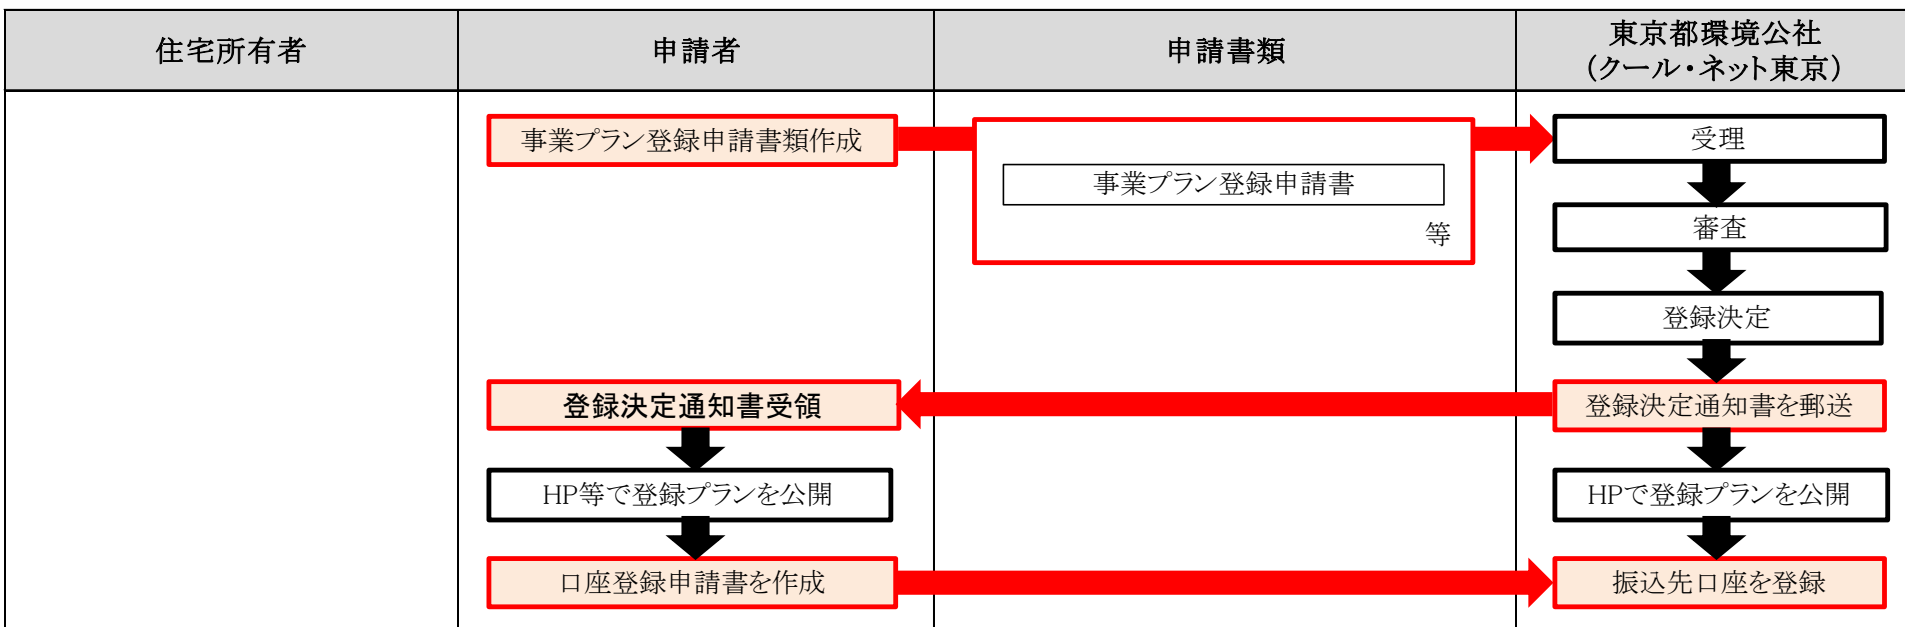 住宅所有者
申請者
申請書類
東京都環境公社
(クール・ネット東京)
事業プラン登録申請書類作成
事業プラン登録申請書
等
受理
審査
登録決定
登録決定通知書受領
登録決定通知書を郵送
HP等で登録プランを公開
HPで登録プランを公開
口座登録申請書を作成
振込先口座を登録